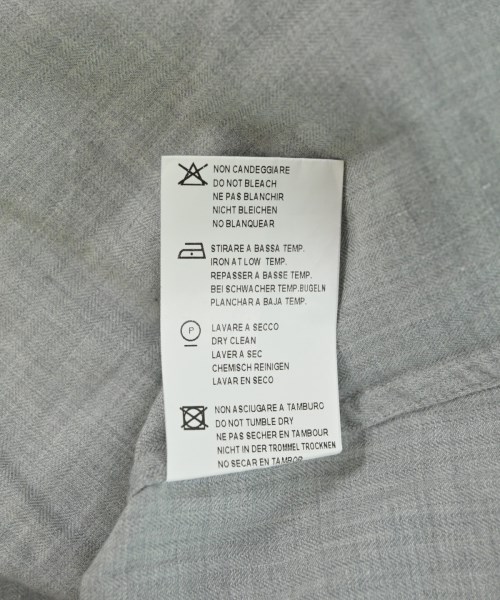 NON CANDEGGIARE
DO NOT BLEACH
NE PAS BLANCHIR
NICHT BLEICHEN
NO BLANQUEAR
STIRARE A BASSA TEMP.
IRON AT LOW TEMP.
REPASSER A BASSE TEMP.
BEI SCHWACHER TEMP.BUGELN
PLANCHAR A BAJA TEMP.
P
LAVARE A SECCO
DRY CLEAN
LAVER A SEC
CHEMISCH REINIGEN
LAVAR EN SECO
NON ASCIUGARE A TAMBURO
DO NOT TUMBLE DRY
NE PAS SECHER EN TAMBOUR
NICHT IN DER TROMMEL TROCKNEN
NO SECAR EN TAMBOR